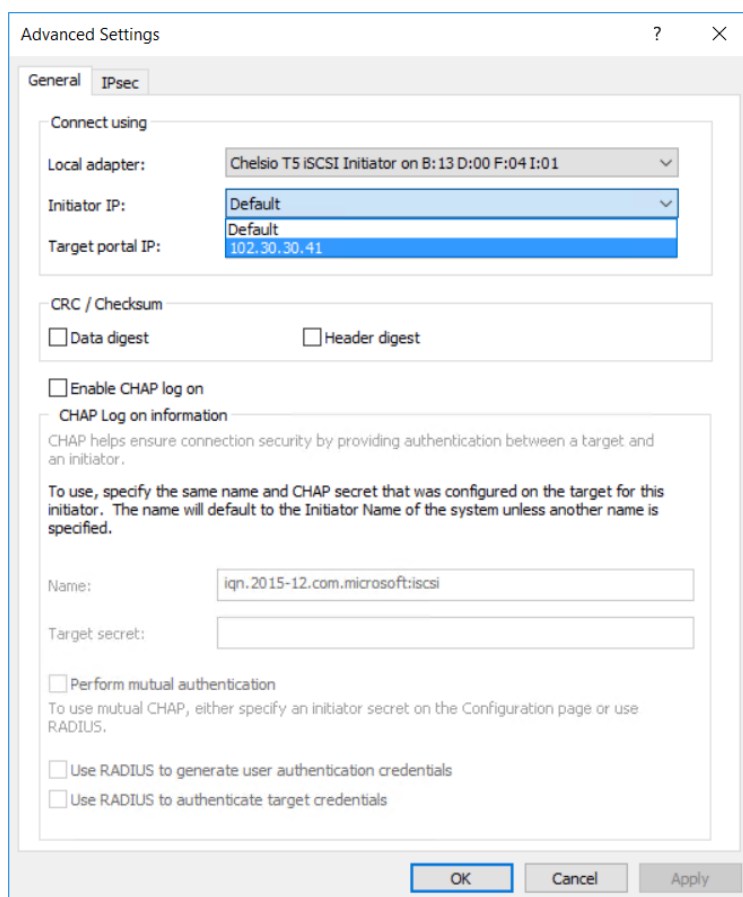 Advanced Settings
?
General
IPsec
Connect using
Local adapter:
Chelsio T5 iSCSI Initiator on B:13 D:00 F:04 I:01
Initiator IP:
Default
Default
Target portal IP:
102.30.30.41
CRC / Checksum
Data digest
Header digest
Enable CHAP log on
CHAP Log on information
CHAP helps ensure connection security by providing authentication between a target and
an initiator.
To use, specify the same name and CHAP secret that was configured on the target for this
initiator. The name will default to the Initiator Name of the system unless another name is
specified.
Name:
iqn.2015-12.com.microsoft:iscsi
Target secret:
Perform mutual authentication
To use mutual CHAP, either specify an initiator secret on the Configuration page or use
RADIUS.
Use RADIUS to generate user authentication credentials
Use RADIUS to authenticate target credentials
OK
Cancel
Apply